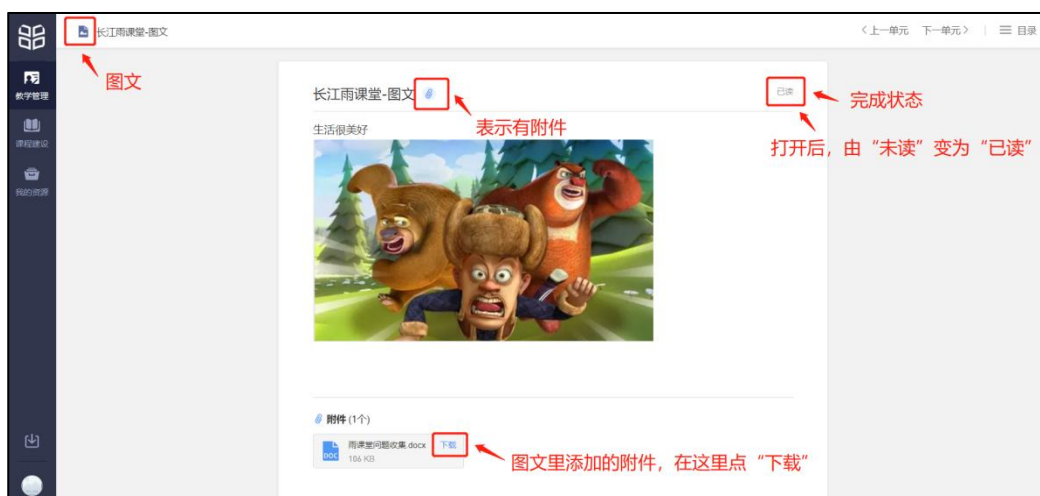 长江雨课堂-图文
<上一单元 下一单元> | 目录
图文
教学管理
课程建设
我的资源
长江雨课堂-图文
已读
完成状态
表示有附件
打开后，由“未读”变为“已读”
生活很美好
附件 (1个)
雨课堂问题收集.docx 下载
DOC
106 KB
图文里添加的附件，在这里点“下载”